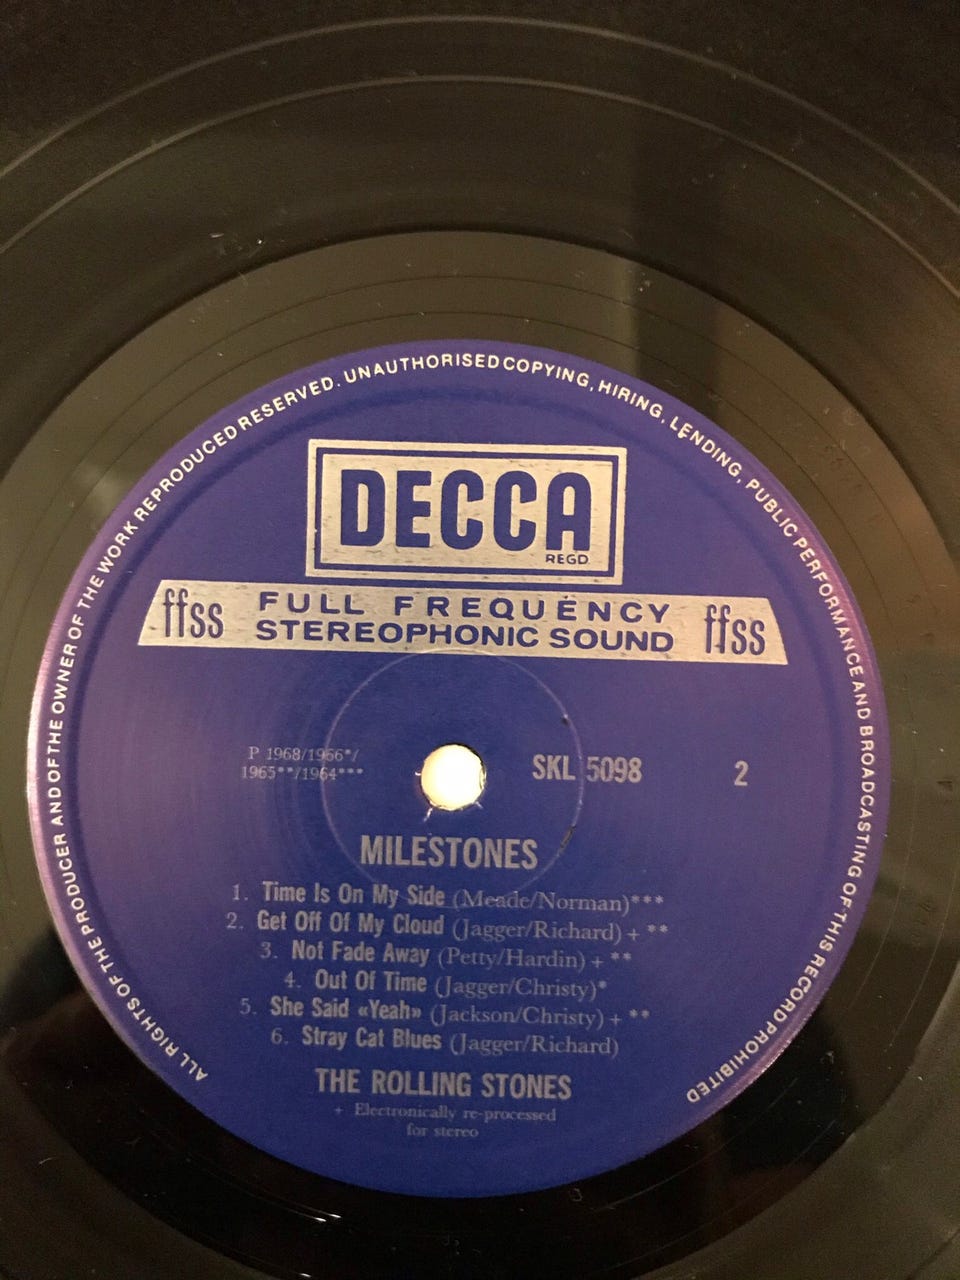 ALL RIGHTS OF THE PRODUCER AND OF THE OWNER OF THE WORK REPRODUCED RESERVED. UNAUTHORISED COPYING, HIRING, LENDING, PUBLIC PERFORMANCE AND BROADCASTING OF THIS RECORD PROHIBITED
DECCA
REGD.
ffss FULL FREQUENCY ffss
STEREOPHONIC SOUND
P 1968/1966*/
1965**/1964***
SKL 5098 2
MILESTONES
1. Time Is On My Side (Meade/Norman)***
2. Get Off Of My Cloud (Jagger/Richard) + **
3. Not Fade Away (Petty/Hardin) + **
4. Out Of Time (Jagger/Christy)*
5. She Said «Yeah» (Jackson/Christy) + **
6. Stray Cat Blues (Jagger/Richard)
THE ROLLING STONES
+ Electronically re-processed
for stereo